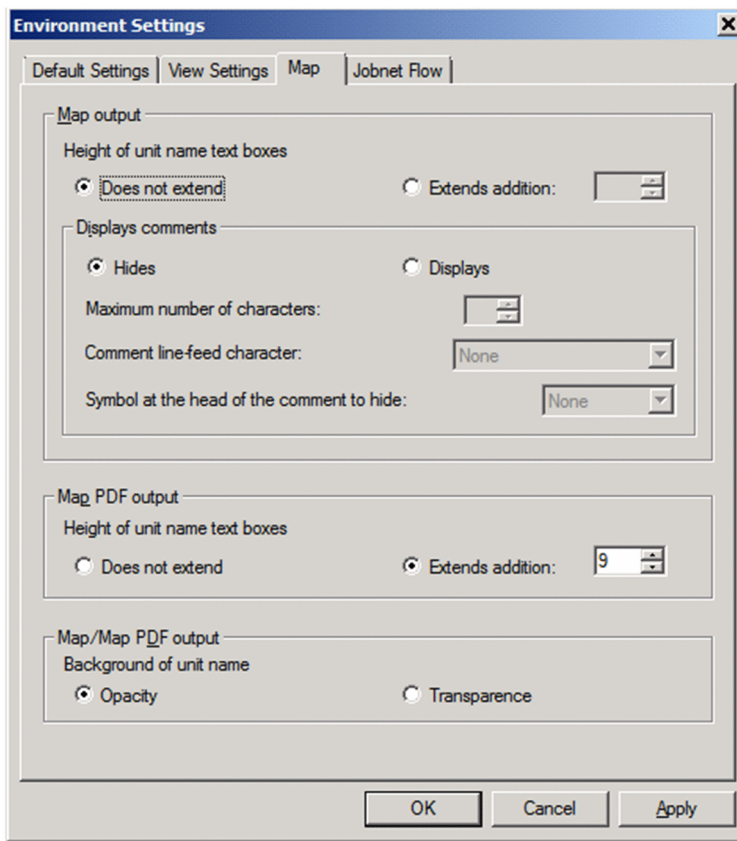 Environment Settings
Default Settings View Settings Map Jobnet Flow
Map output
Height of unit name text boxes
Does not extend Extends addition:
Displays comments
Hides Displays
Maximum number of characters:
Comment line-feed character: None
Symbol at the head of the comment to hide: None
Map PDF output
Height of unit name text boxes
Does not extend Extends addition: 9
Map/Map PDF output
Background of unit name
Opacity Transparence
OK Cancel Apply